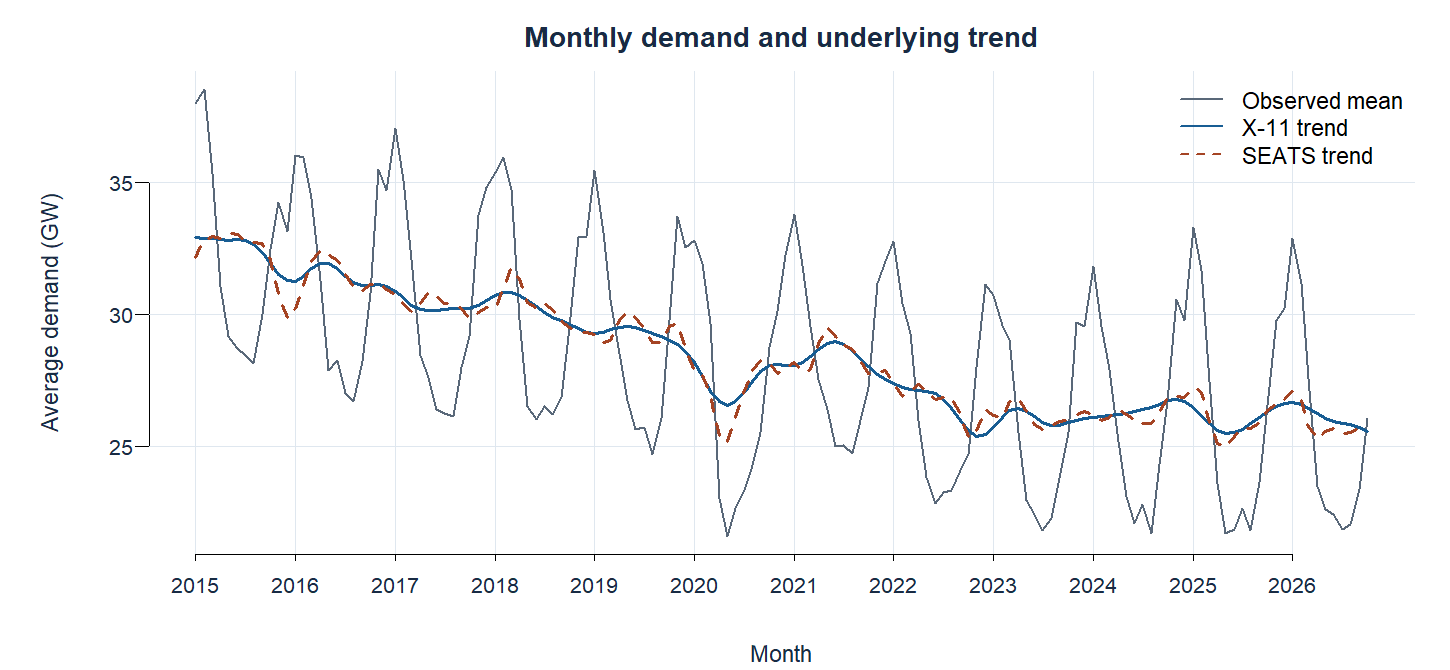 Monthly demand and underlying trend
Observed mean
X-11 trend
SEATS trend
Average demand (GW)
35
30
25
2015 2016 2017 2018 2019 2020 2021 2022 2023 2024 2025 2026
Month